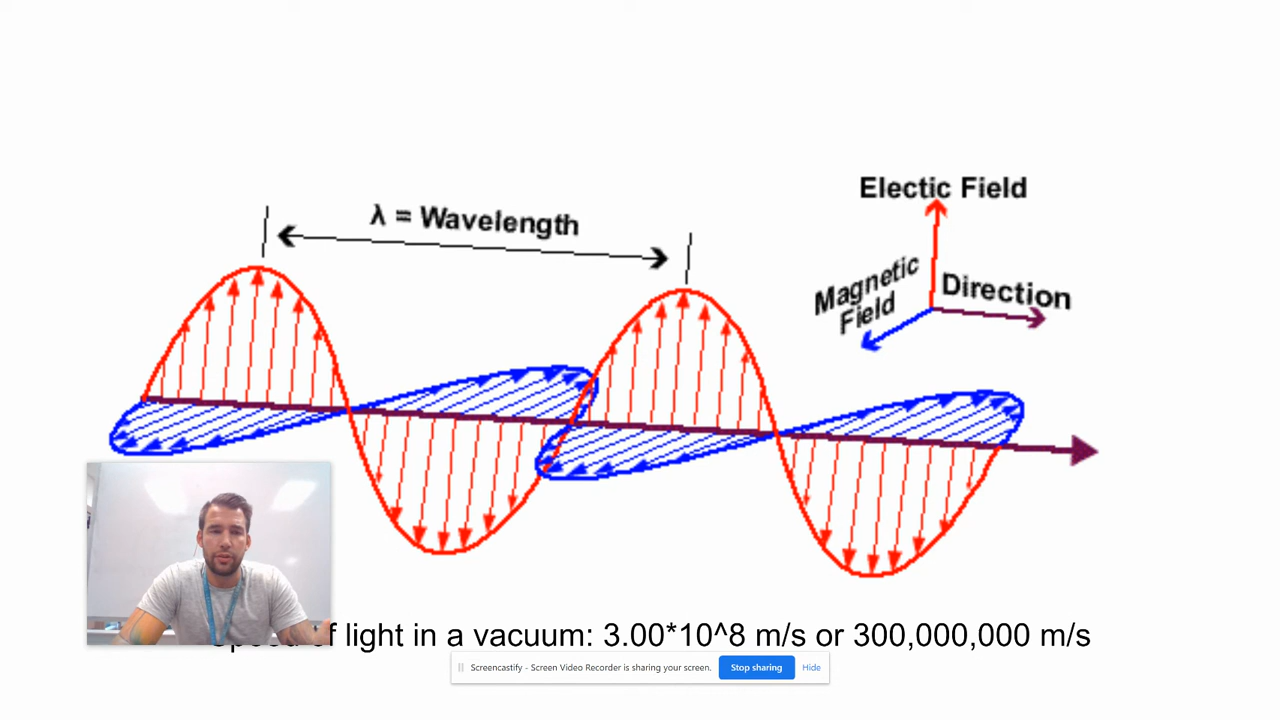 Electic Field
λ = Wavelength
Magnetic
Field
Direction
of light in a vacuum: 3.00*10^8 m/s or 300,000,000 m/s
Screencastify - Screen Video Recorder is sharing your screen.
Stop sharing
Hide